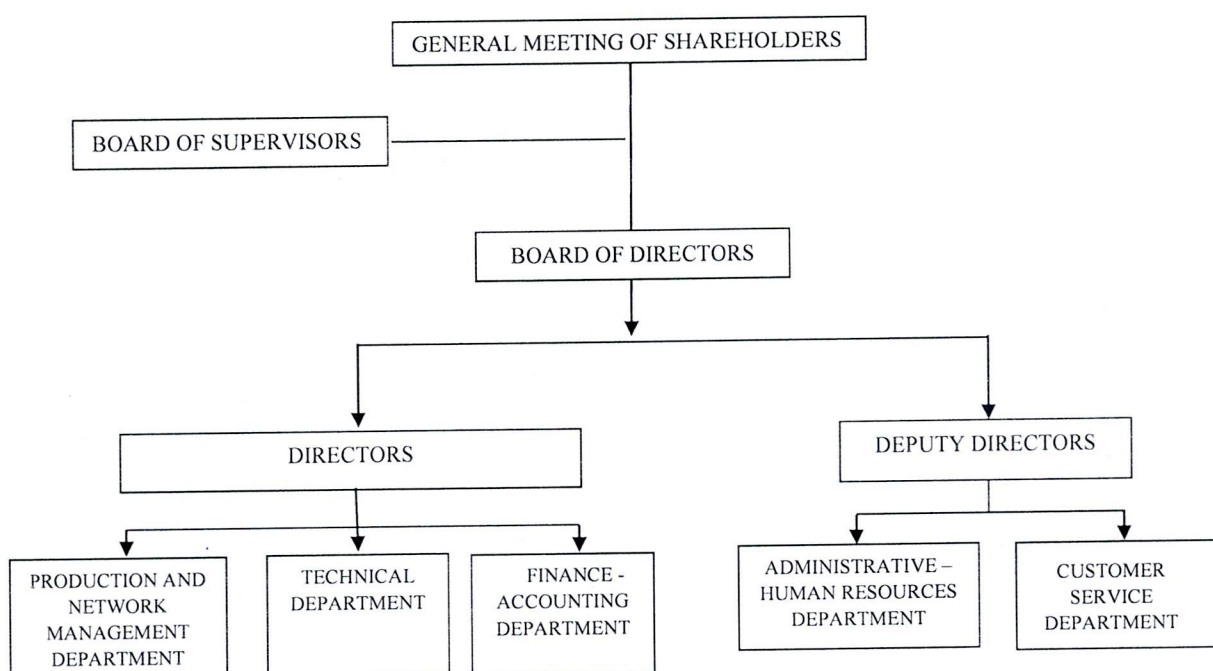 GENERAL MEETING OF SHAREHOLDERS
BOARD OF SUPERVISORS
BOARD OF DIRECTORS
DIRECTORS
DEPUTY DIRECTORS
PRODUCTION AND
NETWORK
MANAGEMENT
DEPARTMENT
TECHNICAL
DEPARTMENT
FINANCE -
ACCOUNTING
DEPARTMENT
ADMINISTRATIVE –
HUMAN RESOURCES
DEPARTMENT
CUSTOMER
SERVICE
DEPARTMENT